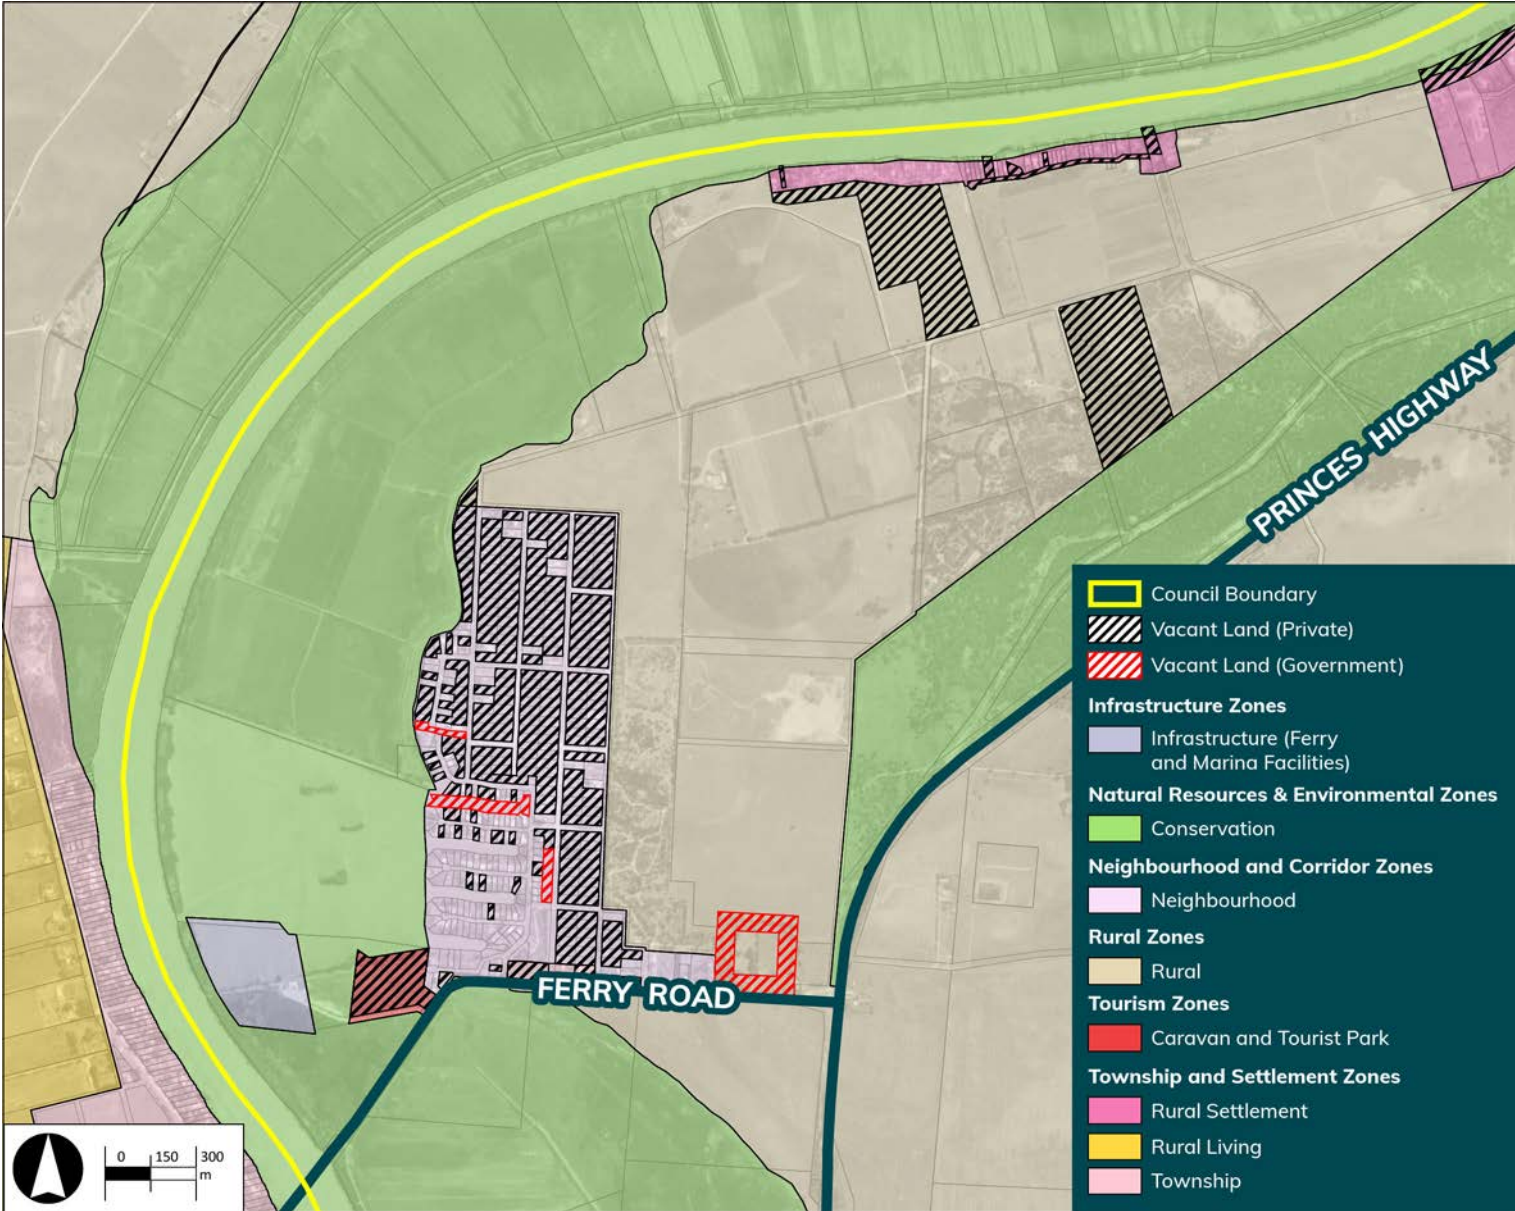 PRINCES HIGHWAY
FERRY ROAD
Council Boundary
Vacant Land (Private)
Vacant Land (Government)
Infrastructure Zones
Infrastructure (Ferry
and Marina Facilities)
Natural Resources & Environmental Zones
Conservation
Neighbourhood and Corridor Zones
Neighbourhood
Rural Zones
Rural
Tourism Zones
Caravan and Tourist Park
Township and Settlement Zones
Rural Settlement
Rural Living
Township
0 150 300
m